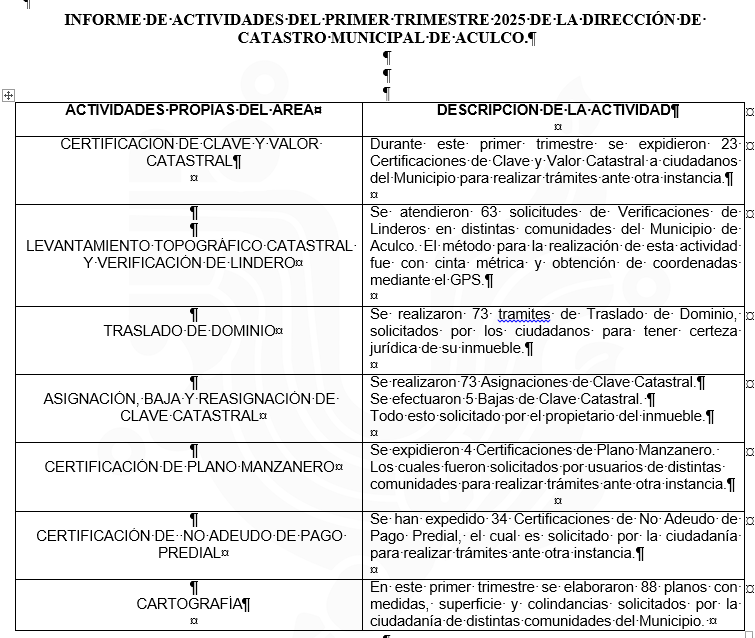 INFORME DE ACTIVIDADES DEL PRIMER TRIMESTRE 2025 DE LA DIRECCIÓN DE
CATASTRO MUNICIPAL DE ACULCO.
ACTIVIDADES PROPIAS DEL AREA
DESCRIPCION DE LA ACTIVIDAD
CERTIFICACION DE CLAVE Y VALOR
CATASTRAL
Durante este primer trimestre se expidieron 23
Certificaciones de Clave y Valor Catastral a ciudadanos
del Municipio para realizar trámites ante otra instancia.
LEVANTAMIENTO TOPOGRÁFICO CATASTRAL
Y VERIFICACIÓN DE LINDERO
Se atendieron 63 solicitudes de Verificaciones de
Linderos en distintas comunidades del Municipio de
Aculco. El método para la realización de esta actividad
fue con cinta métrica y obtención de coordenadas
mediante el GPS.
TRASLADO DE DOMINIO
Se realizaron 73 tramites de Traslado de Dominio,
solicitados por los ciudadanos para tener certeza
jurídica de su inmueble.
ASIGNACIÓN, BAJA Y REASIGNACIÓN DE
CLAVE CATASTRAL
Se realizaron 73 Asignaciones de Clave Catastral.
Se efectuaron 5 Bajas de Clave Catastral.
Todo esto solicitado por el propietario del inmueble.
CERTIFICACIÓN DE PLANO MANZANERO
Se expidieron 4 Certificaciones de Plano Manzanero.
Los cuales fueron solicitados por usuarios de distintas
comunidades para realizar trámites ante otra instancia.
CERTIFICACIÓN DE NO ADEUDO DE PAGO
PREDIAL
Se han expedido 34 Certificaciones de No Adeudo de
Pago Predial, el cual es solicitado por la ciudadanía
para realizar trámites ante otra instancia.
CARTOGRAFÍA
En este primer trimestre se elaboraron 88 planos con
medidas, superficie y colindancias solicitados por la
ciudadanía de distintas comunidades del Municipio.